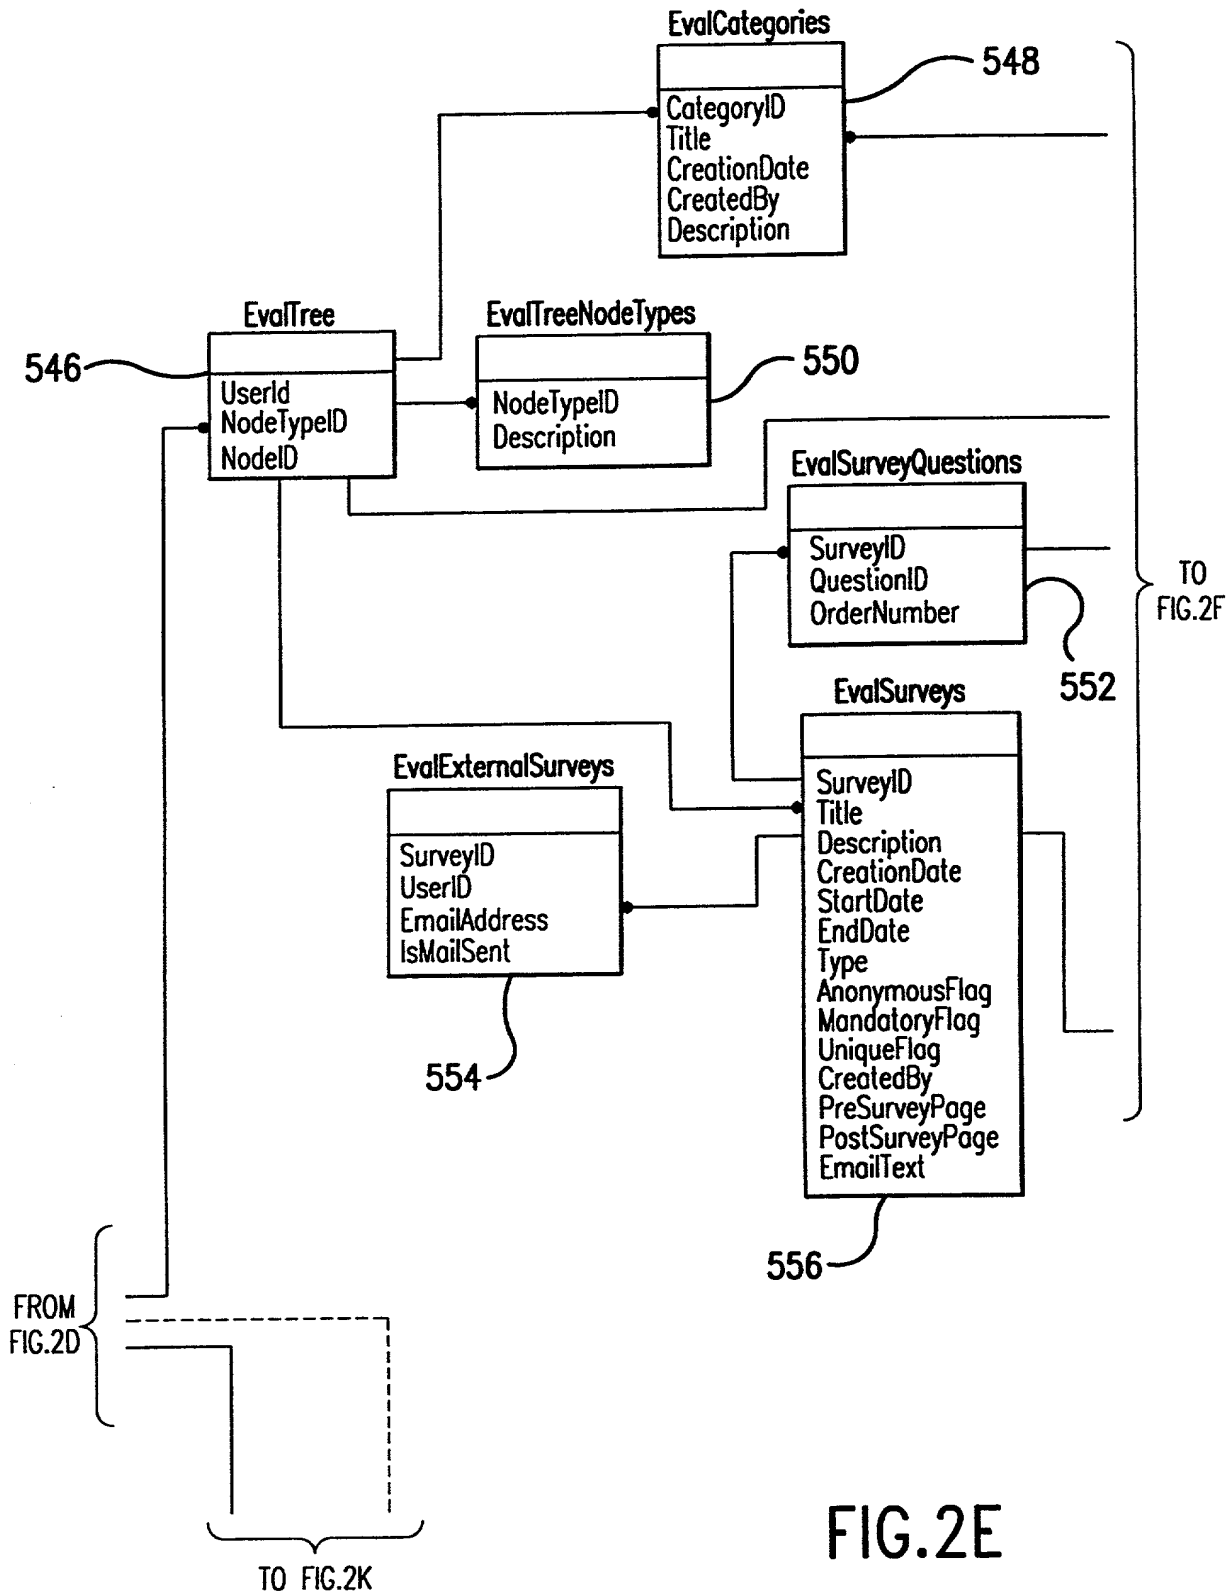 EvalCategories
548
CategoryID
Title
CreationDate
CreatedBy
Description
EvalTree
546
UserId
NodeTypeID
NodeID
EvalTreeNodeTypes
550
NodeTypeID
Description
EvalSurveyQuestions
SurveyID
QuestionID
OrderNumber
552
TO
FIG.2F
EvalExternalSurveys
SurveyID
UserID
EmailAddress
IsMailSent
554
EvalSurveys
SurveyID
Title
Description
CreationDate
StartDate
EndDate
Type
AnonymousFlag
MandatoryFlag
UniqueFlag
CreatedBy
PreSurveyPage
PostSurveyPage
EmailText
556
FROM
FIG.2D
TO FIG.2K
FIG.2E